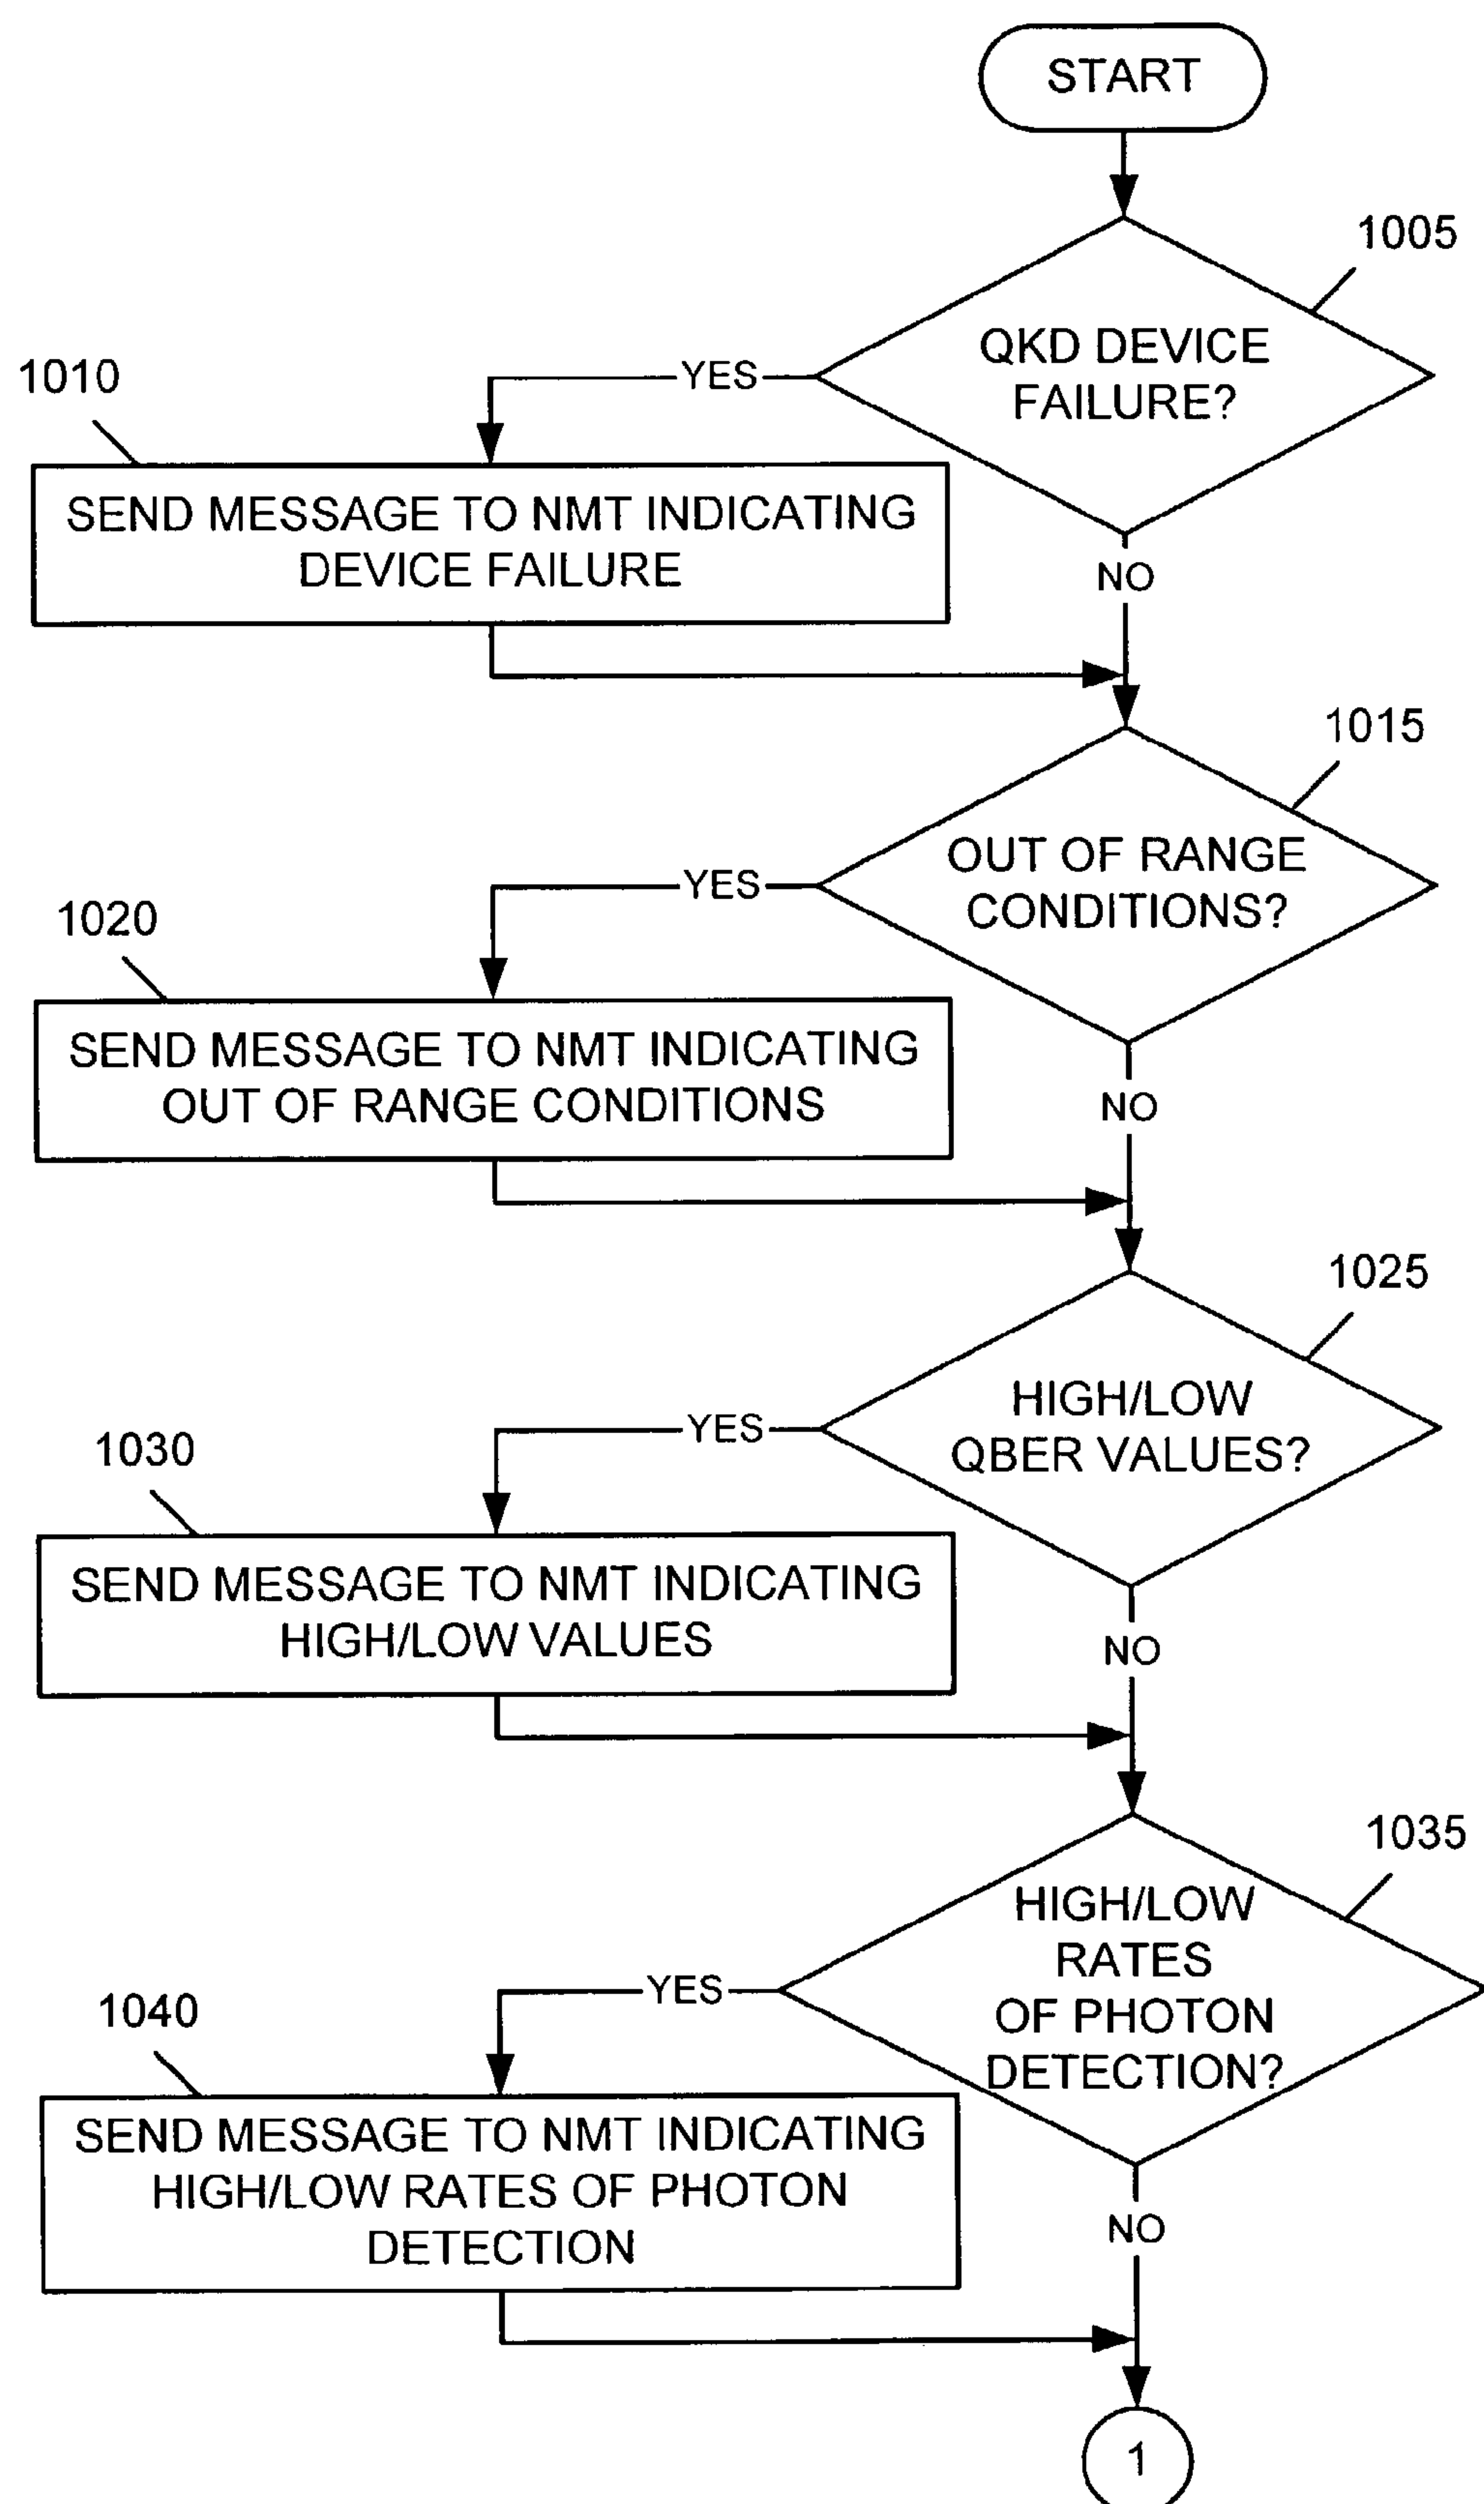 START
1005
QKD DEVICE
FAILURE?
YES
1010
SEND MESSAGE TO NMT INDICATING
DEVICE FAILURE
NO
1015
OUT OF RANGE
CONDITIONS?
YES
1020
SEND MESSAGE TO NMT INDICATING
OUT OF RANGE CONDITIONS
NO
1025
HIGH/LOW
QBER VALUES?
YES
1030
SEND MESSAGE TO NMT INDICATING
HIGH/LOW VALUES
NO
1035
HIGH/LOW
RATES
OF PHOTON
DETECTION?
YES
1040
SEND MESSAGE TO NMT INDICATING
HIGH/LOW RATES OF PHOTON
DETECTION
NO
1